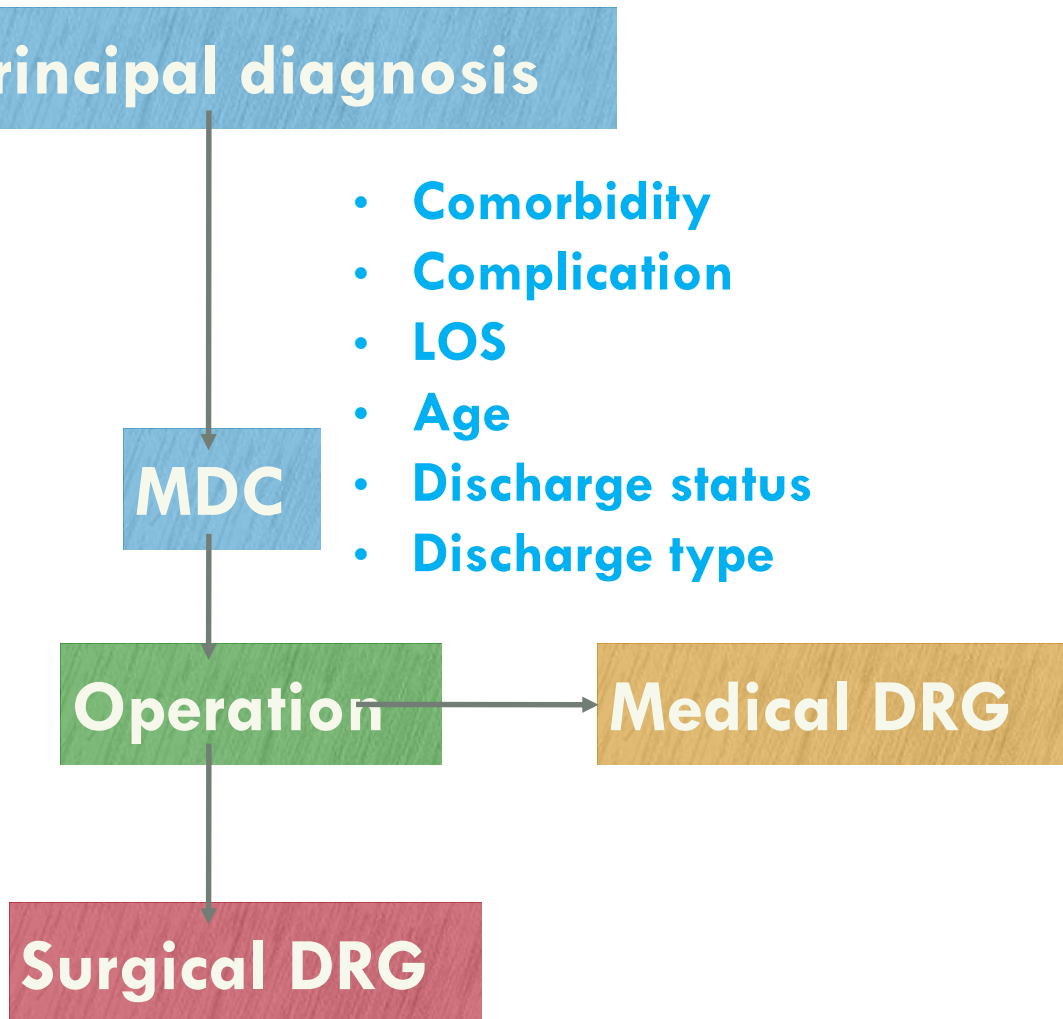 rincipal diagnosis
• Comorbidity
• Complication
• LOS
• Age
• Discharge status
• Discharge type
MDC
Operation
Medical DRG
Surgical DRG